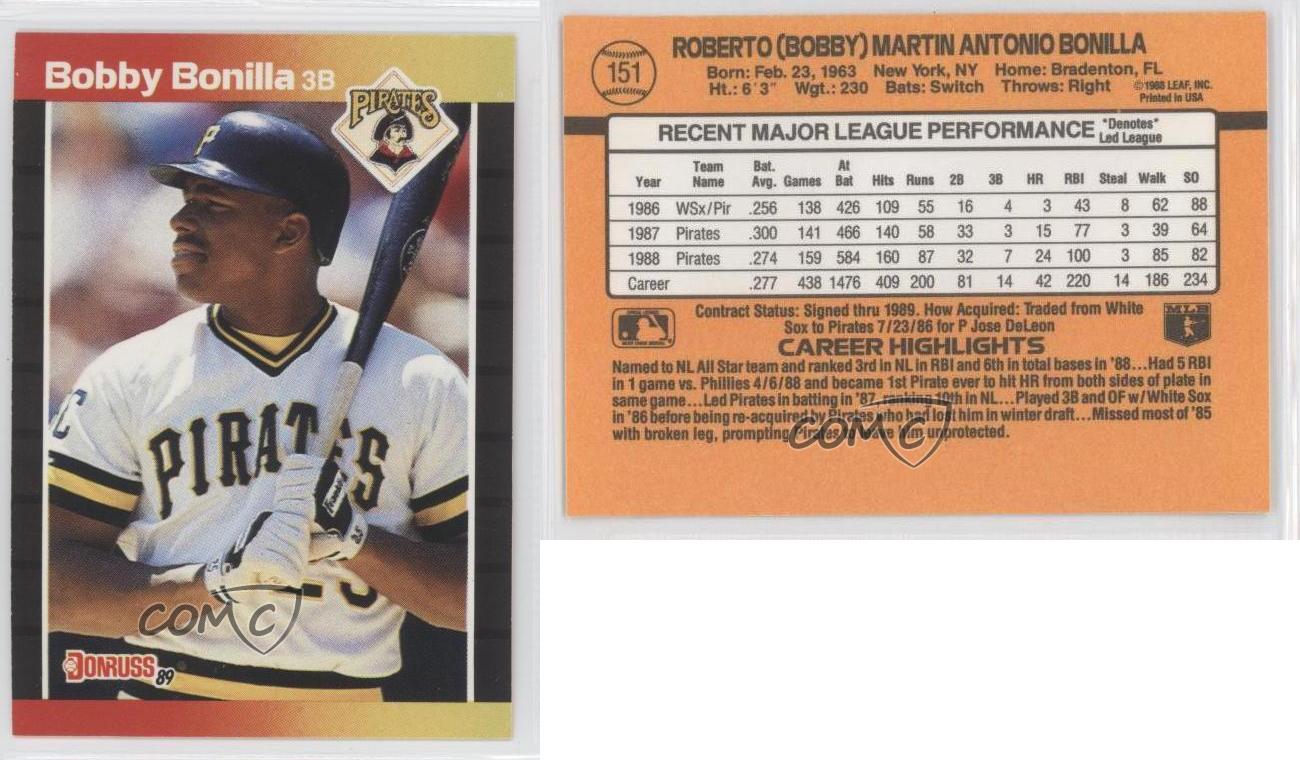 Bobby Bonilla 3B
PIRATES
P
PIRATES
DONRUSS 89
COMC
151
ROBERTO (BOBBY) MARTIN ANTONIO BONILLA
Born: Feb. 23, 1963 New York, NY Home: Bradenton, FL
Ht.: 6'3" Wgt.: 230 Bats: Switch Throws: Right
©1988 LEAF, INC.
Printed in USA
RECENT MAJOR LEAGUE PERFORMANCE *Denotes* Led League
Year Team Name Bat. Avg. Games At Bat Hits Runs 2B 3B HR RBI Steal Walk SO
1986 WSx/Pir .256 138 426 109 55 16 4 3 43 8 62 88
1987 Pirates .300 141 466 140 58 33 3 15 77 3 39 64
1988 Pirates .274 159 584 160 87 32 7 24 100 3 85 82
Career .277 438 1476 409 200 81 14 42 220 14 186 234
Contract Status: Signed thru 1989. How Acquired: Traded from White
Sox to Pirates 7/23/86 for P Jose DeLeon
MLB
CAREER HIGHLIGHTS
Named to NL All Star team and ranked 3rd in NL in RBI and 6th in total bases in '88...Had 5 RBI
in 1 game vs. Phillies 4/6/88 and became 1st Pirate ever to hit HR from both sides of plate in
same game...Led Pirates in batting in '87, in NL...Played 3B and OF w/White Sox
in '86 before being re-acquired by Pirates who had lost him in winter draft...Missed most of '85
with broken leg, prompting Pirates to leave him unprotected.
COMC